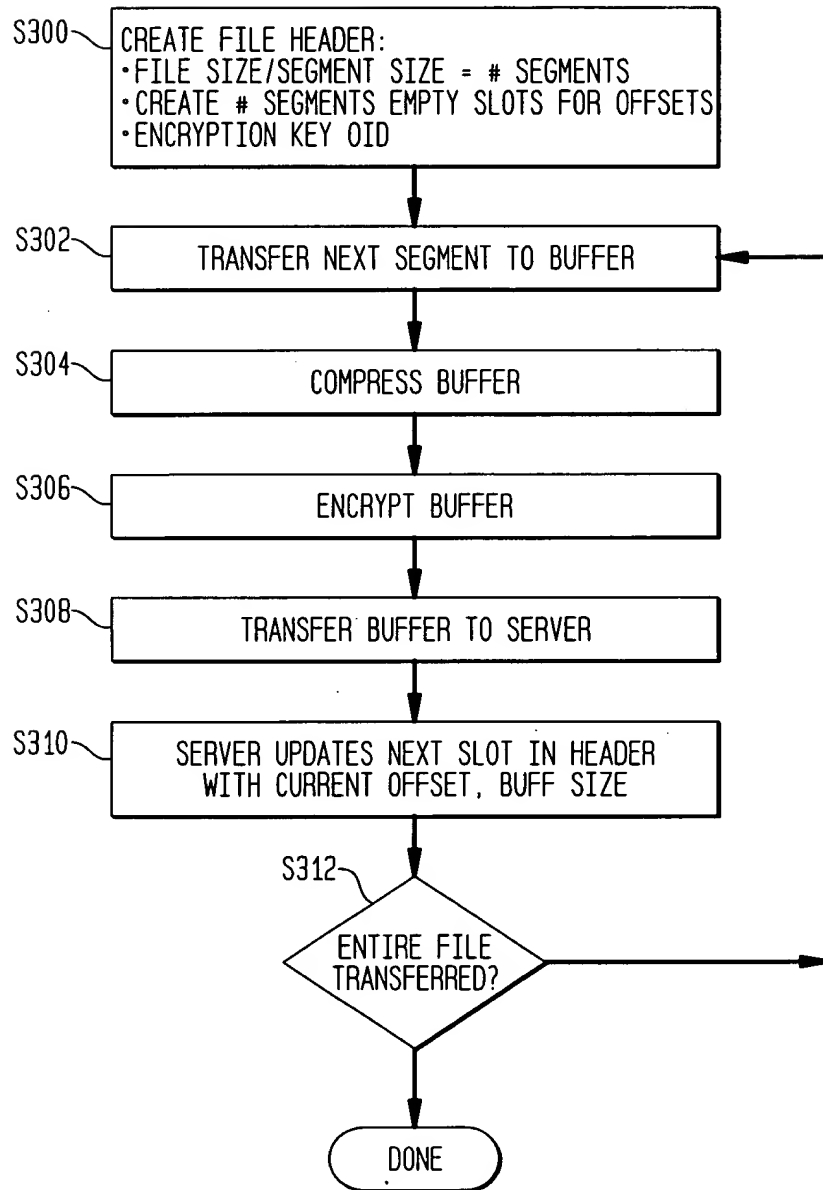 S300
CREATE FILE HEADER:
•FILE SIZE/SEGMENT SIZE = # SEGMENTS
•CREATE # SEGMENTS EMPTY SLOTS FOR OFFSETS
•ENCRYPTION KEY OID
S302
TRANSFER NEXT SEGMENT TO BUFFER
S304
COMPRESS BUFFER
S306
ENCRYPT BUFFER
S308
TRANSFER BUFFER TO SERVER
S310
SERVER UPDATES NEXT SLOT IN HEADER
WITH CURRENT OFFSET, BUFF SIZE
S312
ENTIRE FILE
TRANSFERRED?
DONE